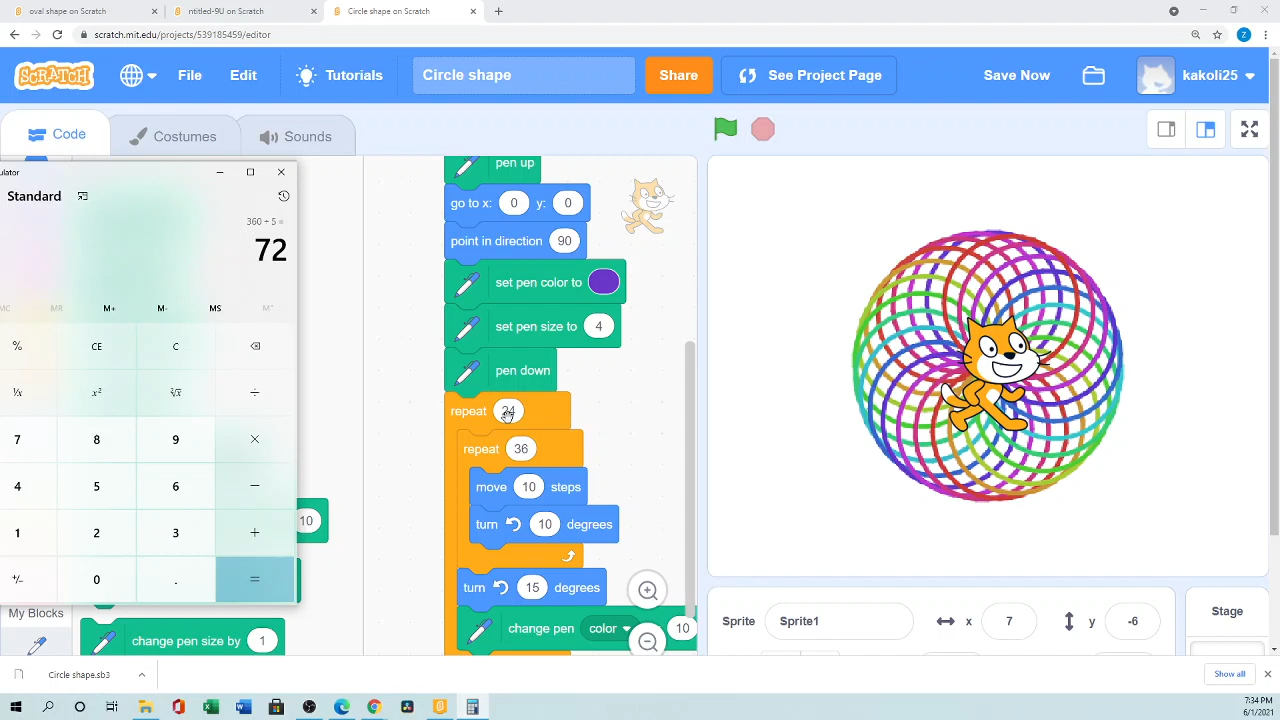 oval shape on Scratch
ntitled-9U on Scratch
Circle shape on Scratch
scratch.mit.edu/projects/539185459/editor
Z
SCRATCH
File
Edit
Tutorials
Circle shape
Share
See Project Page
Save Now
kakoli25
Code
Costumes
Sounds
ulator
Standard
360 ÷ 5 =
72
MC
MR
M+
M-
MS
M˅
%
CE
C
¹/x
x²
²√x
÷
7
8
9
×
4
5
6
−
1
2
3
+
+/-
0
.
=
10
My Blocks
change pen size by 1
pen up
go to x: 0 y: 0
point in direction 90
set pen color to
set pen size to 4
pen down
repeat 24
repeat 36
move 10 steps
turn 10 degrees
turn 15 degrees
change pen color 10
Sprite
Sprite1
x
7
y
-6
Stage
Circle shape.sb3
Show all
7:34 PM
6/1/2021